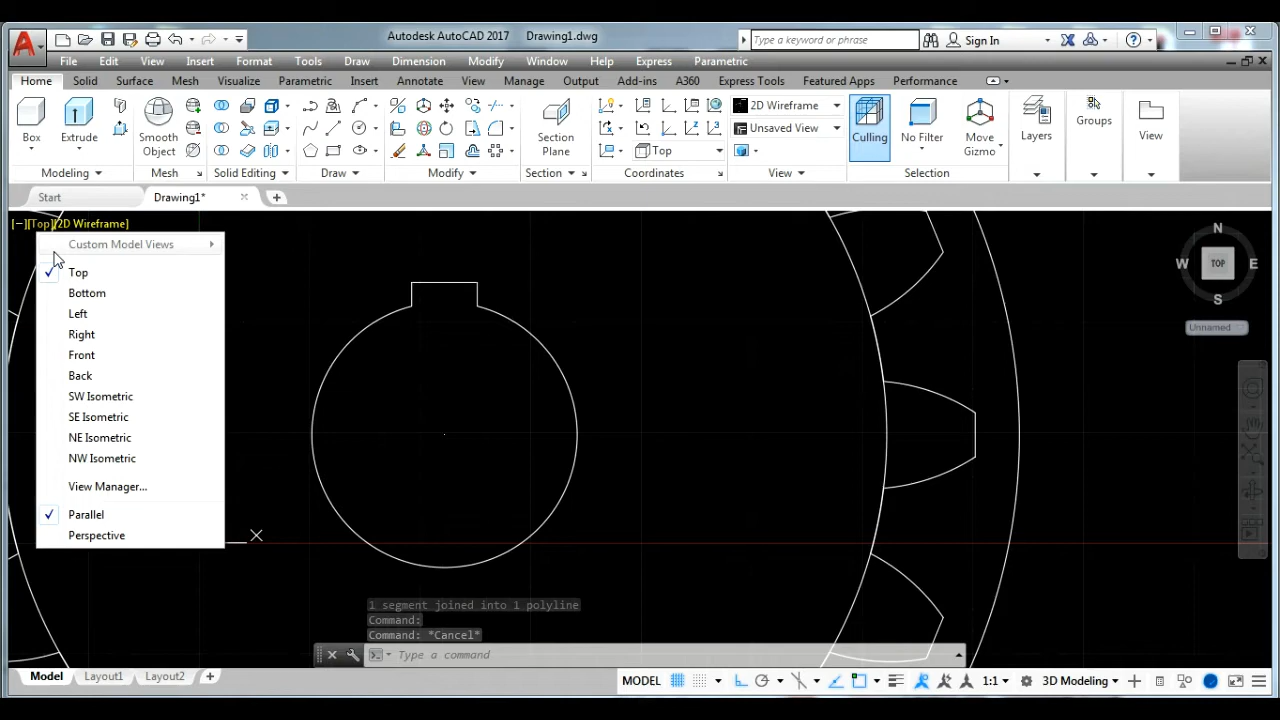 Autodesk AutoCAD 2017 Drawing1.dwg Type a keyword or phrase Sign In
File Edit View Insert Format Tools Draw Dimension Modify Window Help Express Parametric
Home Solid Surface Mesh Visualize Parametric Insert Annotate View Manage Output Add-ins A360 Express Tools Featured Apps Performance
2D Wireframe
Unsaved View
Box Extrude Smooth Object Section Plane Top Culling No Filter Move Gizmo Layers Groups View
Modeling Mesh Solid Editing Draw Modify Section Coordinates View Selection
Start Drawing1*
[−][Top][2D Wireframe]
Custom Model Views
Top
Bottom
Left
Right
Front
Back
SW Isometric
SE Isometric
NE Isometric
NW Isometric
View Manager...
Parallel
Perspective
N
W TOP E
S
Unnamed
X
1 segment joined into 1 polyline
Command:
Command: *Cancel*
Type a command
Model Layout1 Layout2
MODEL 1:1 3D Modeling